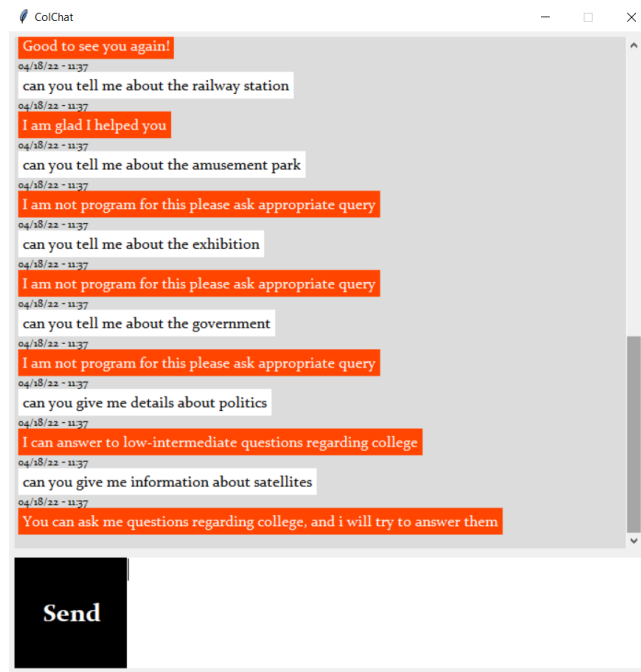 ColChat
Good to see you again!
04/18/22 - 11:37
can you tell me about the railway station
04/18/22 - 11:37
I am glad I helped you
04/18/22 - 11:37
can you tell me about the amusement park
04/18/22 - 11:37
I am not program for this please ask appropriate query
04/18/22 - 11:37
can you tell me about the exhibition
04/18/22 - 11:37
I am not program for this please ask appropriate query
04/18/22 - 11:37
can you tell me about the government
04/18/22 - 11:37
I am not program for this please ask appropriate query
04/18/22 - 11:37
can you give me details about politics
04/18/22 - 11:37
I can answer to low-intermediate questions regarding college
04/18/22 - 11:37
can you give me information about satellites
04/18/22 - 11:37
You can ask me questions regarding college, and i will try to answer them
Send